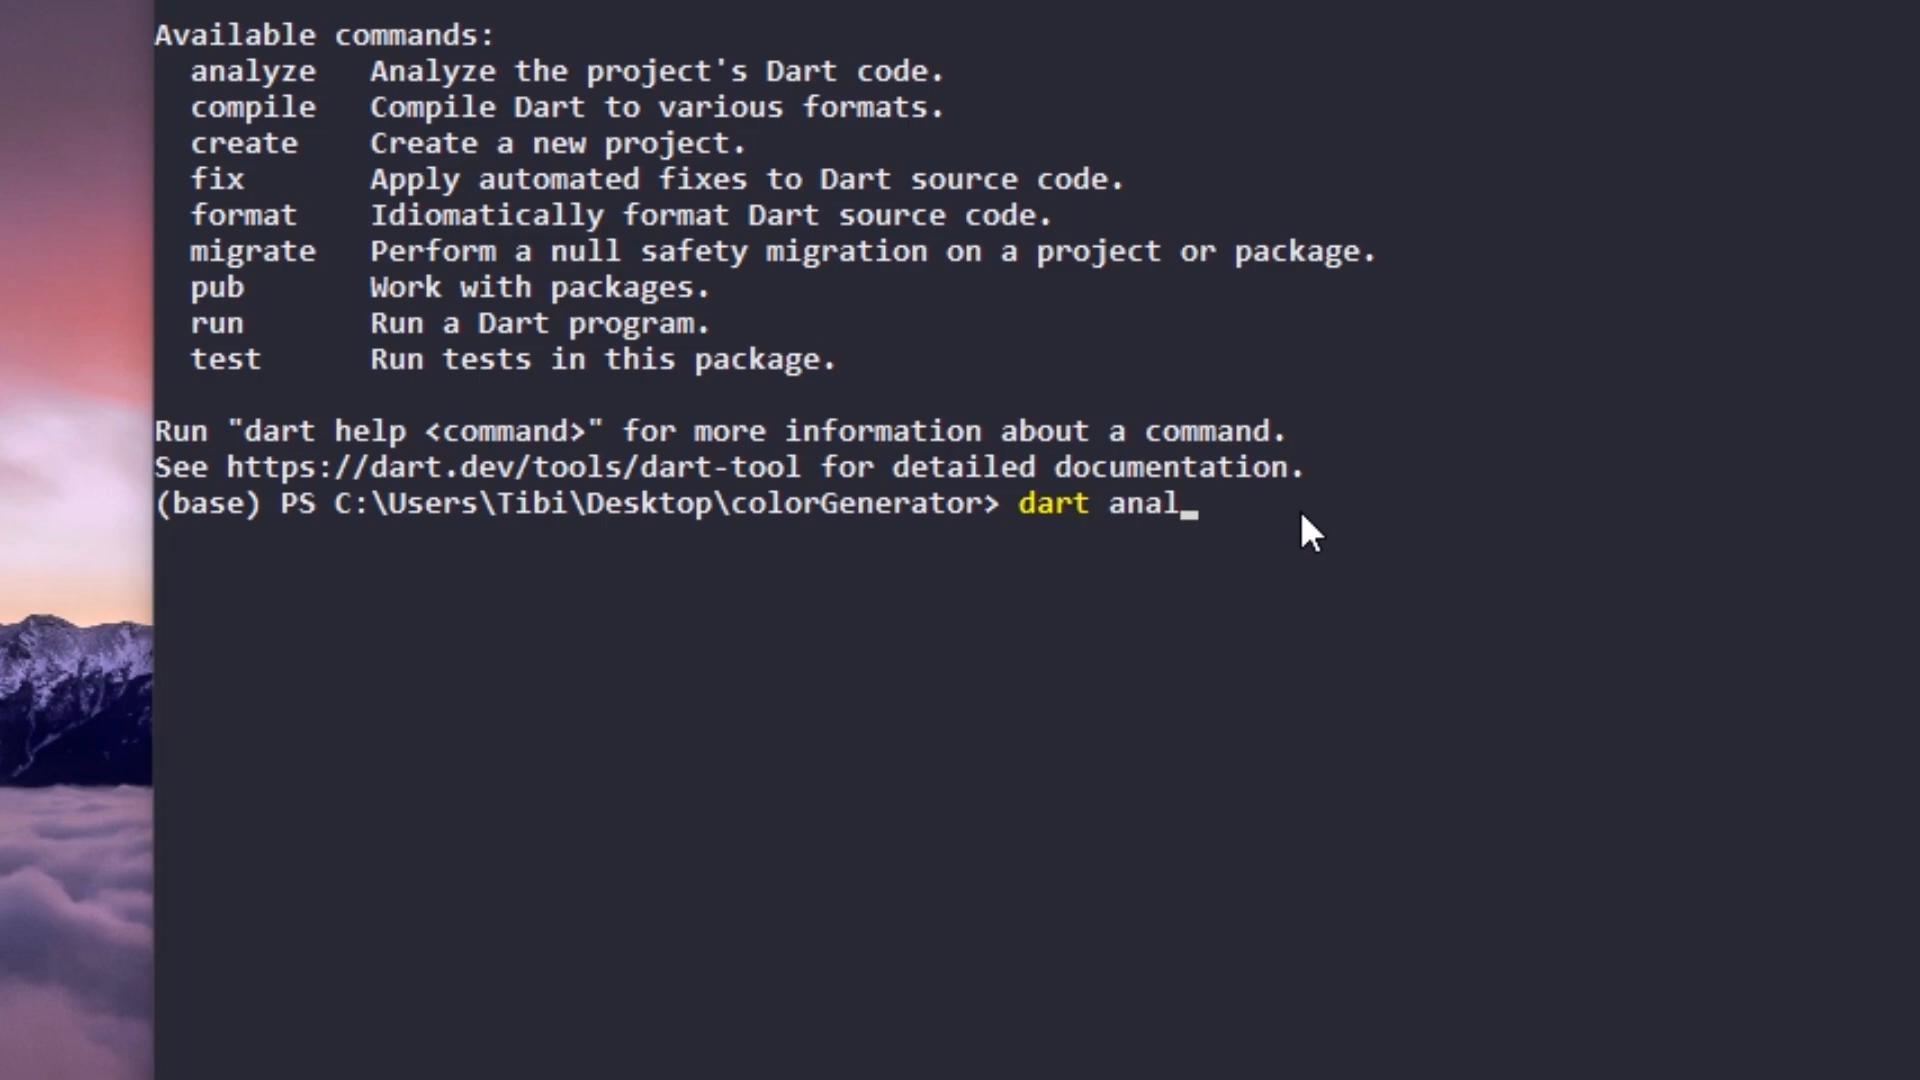 Available commands:
analyze Analyze the project's Dart code.
compile Compile Dart to various formats.
create Create a new project.
fix Apply automated fixes to Dart source code.
format Idiomatically format Dart source code.
migrate Perform a null safety migration on a project or package.
pub Work with packages.
run Run a Dart program.
test Run tests in this package.
Run "dart help <command>" for more information about a command.
See https://dart.dev/tools/dart-tool for detailed documentation.
(base) PS C:\Users\Tibi\Desktop\colorGenerator> dart anal